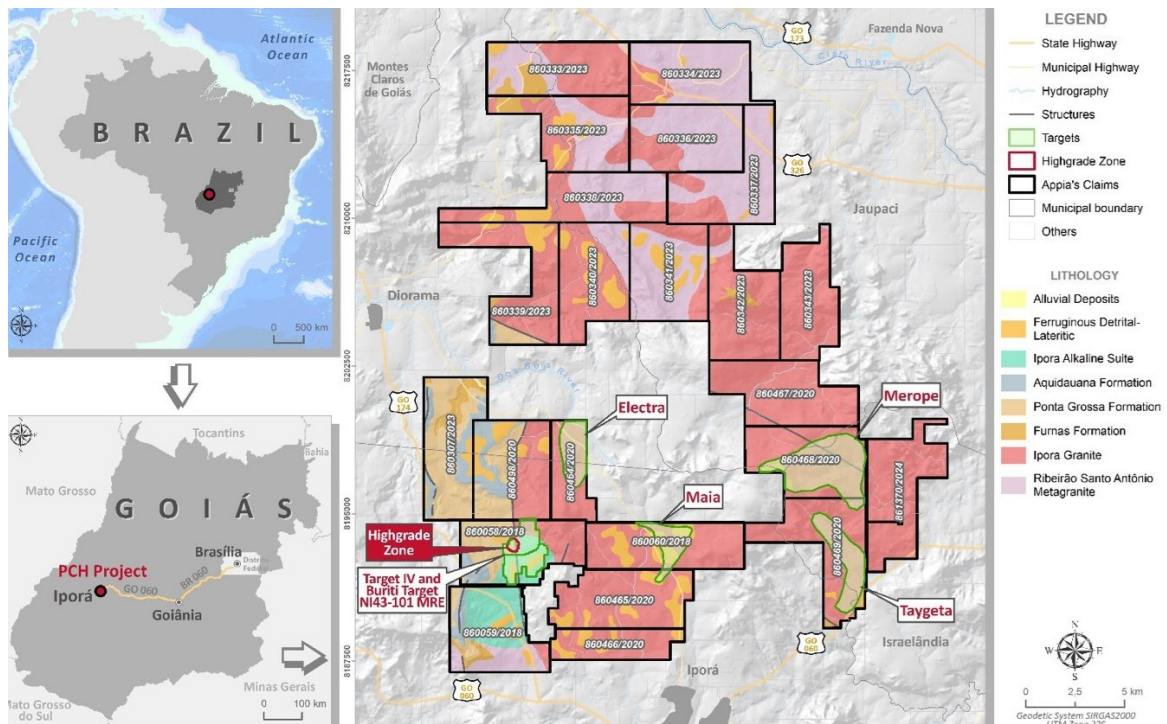 Atlantic
Ocean
BRAZIL
Pacific
Ocean
0 500 km
Tocantins
Bahia
Mato Grosso
GOIÁS
Brasília
Distrito
Federal
PCH Project
BR 060
GO 060
Iporá
Goiânia
Minas Gerais
Mato Grosso
do Sul
0 100 km
8217500
8210000
8202500
8195000
8187500
GO
173
Fazenda Nova
River
Montes
Claros
de Goiás
860333/2023
860334/2023
860335/2023
860336/2023
GO
326
860337/2023
860338/2023
Jaupaci
860340/2023
860341/2023
860342/2023
860343/2023
Diorama
860339/2023
River
GO
174
860467/2020
Electra
Merope
860307/2023
860498/2020
860464/2020
860468/2020
861370/2024
Maia
860058/2018
Highgrade
Zone
860060/2018
860469/2020
Target IV and
Buriti Target
NI43-101 MRE
860465/2020
Taygeta
860059/2018
860466/2020
GO
060
Israelândia
GO
060
Iporá
LEGEND
State Highway
Municipal Highway
Hydrography
Structures
Targets
Highgrade Zone
Appia's Claims
Municipal boundary
Others
LITHOLOGY
Alluvial Deposits
Ferruginous Detrital-
Lateritic
Ipora Alkaline Suite
Aquidauana Formation
Ponta Grossa Formation
Furnas Formation
Ipora Granite
Ribeirão Santo Antônio
Metagranite
N
W E
S
0 2.5 5 km
Geodetic System SIRGAS2000
UTM Zone 22S